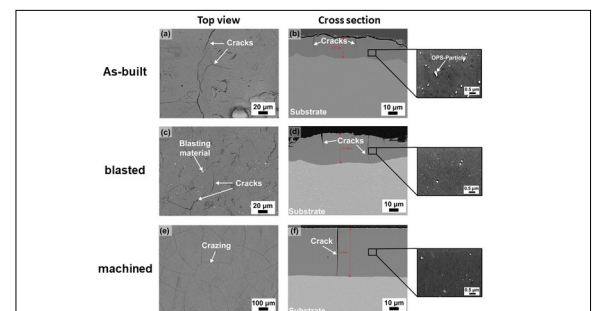 Top view
Cross section
As-built
(a)
Cracks
20 µm
(b)
Cracks
Substrate
10 µm
OPS-Particle
0.5 µm
blasted
(c)
Blasting
material
Cracks
20 µm
(d)
Cracks
Substrate
10 µm
0.5 µm
machined
(e)
Crazing
100 µm
(f)
Crack
Substrate
10 µm
0.5 µm